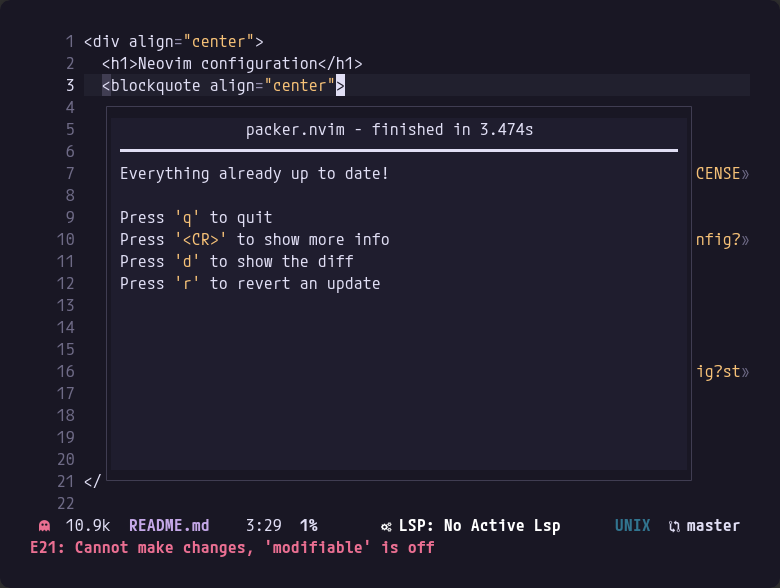 1 <div align="center">
2 <h1>Neovim configuration</h1>
3 <blockquote align="center">
4
5 packer.nvim - finished in 3.474s
6
7 Everything already up to date! CENSE»
8
9 Press 'q' to quit
10 Press '<CR>' to show more info nfig?»
11 Press 'd' to show the diff
12 Press 'r' to revert an update
13
14
15
16 ig?st»
17
18
19
20
21 </
22
10.9k README.md 3:29 1% LSP: No Active Lsp UNIX master
E21: Cannot make changes, 'modifiable' is off